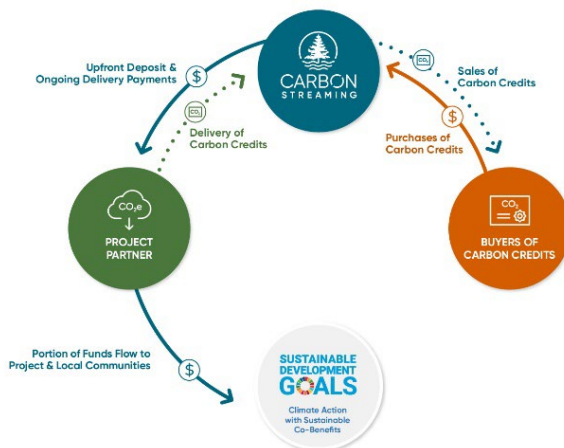 Upfront Deposit &
Ongoing Delivery Payments
$
CO₂
Delivery of
Carbon Credits
CARBON
STREAMING
CO₂
Sales of
Carbon Credits
$
Purchases of
Carbon Credits
CO₂e
PROJECT
PARTNER
CO₂
BUYERS OF
CARBON CREDITS
Portion of Funds Flow to
Project & Local Communities
$
SUSTAINABLE
DEVELOPMENT
GOALS
Climate Action
with Sustainable
Co-Benefits